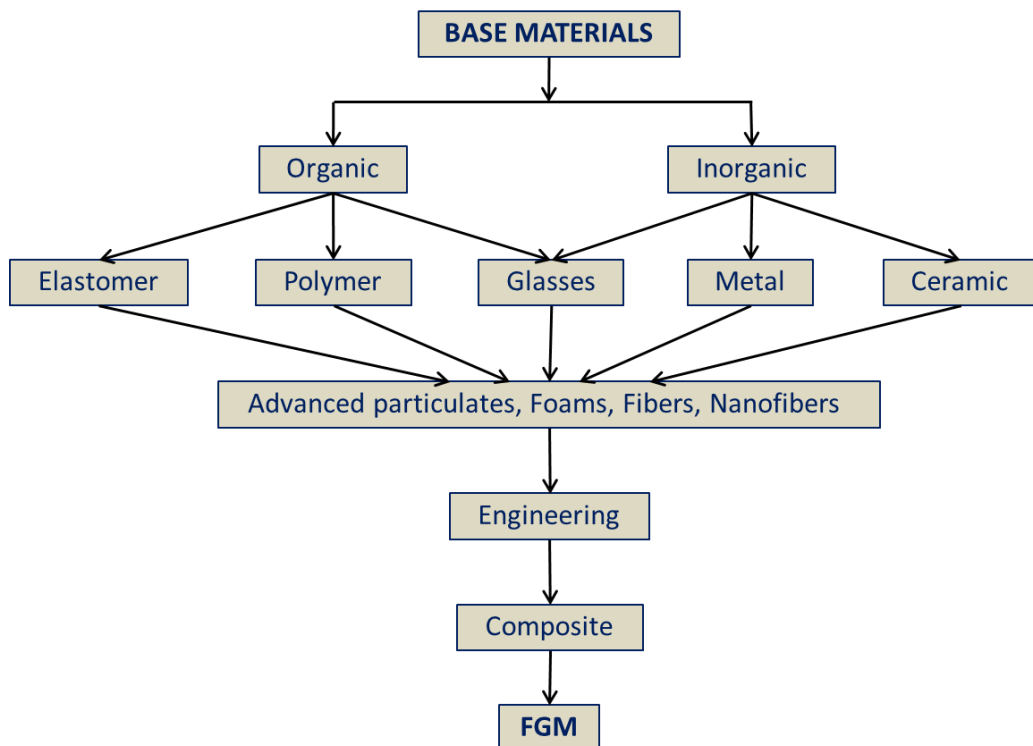 BASE MATERIALS
Organic
Inorganic
Elastomer
Polymer
Glasses
Metal
Ceramic
Advanced particulates, Foams, Fibers, Nanofibers
Engineering
Composite
FGM